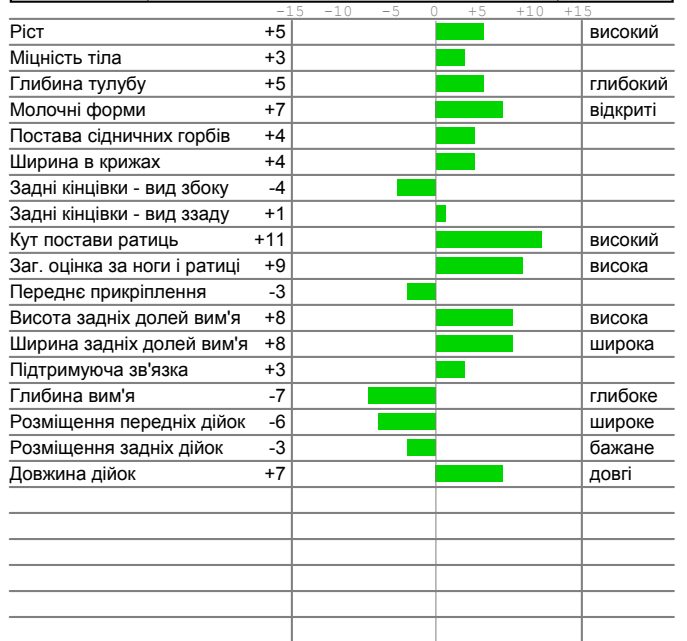 -15 -10 -5 0 +5 +10 +15
Ріст +5 високий
Міцність тіла +3
Глибина тулубу +5 глибокий
Молочні форми +7 відкриті
Постава сідничних горбів +4
Ширина в крижах +4
Задні кінцівки - вид збоку -4
Задні кінцівки - вид ззаду +1
Кут постави ратиць +11 високий
Заг. оцінка за ноги і ратиці +9 висока
Переднє прикріплення -3
Висота задніх долей вим'я +8 висока
Ширина задніх долей вим'я +8 широка
Підтримуюча зв'язка +3
Глибина вим'я -7 глибоке
Розміщення передніх дійок -6 широке
Розміщення задніх дійок -3 бажане
Довжина дійок +7 довгі